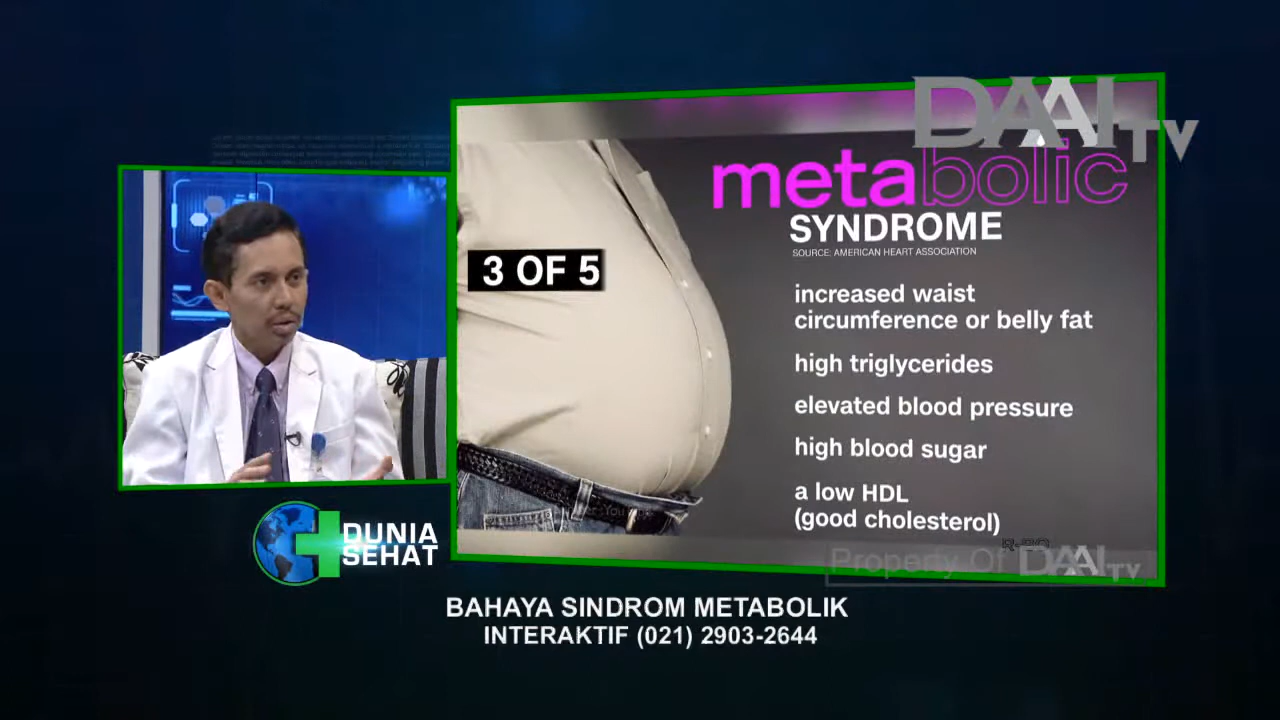 DAAI TV
metabolic
SYNDROME
SOURCE: AMERICAN HEART ASSOCIATION
3 OF 5
increased waist
circumference or belly fat
high triglycerides
elevated blood pressure
high blood sugar
a low HDL
(good cholesterol)
Property Of DAAI TV
DUNIA
SEHAT
BAHAYA SINDROM METABOLIK
INTERAKTIF (021) 2903-2644